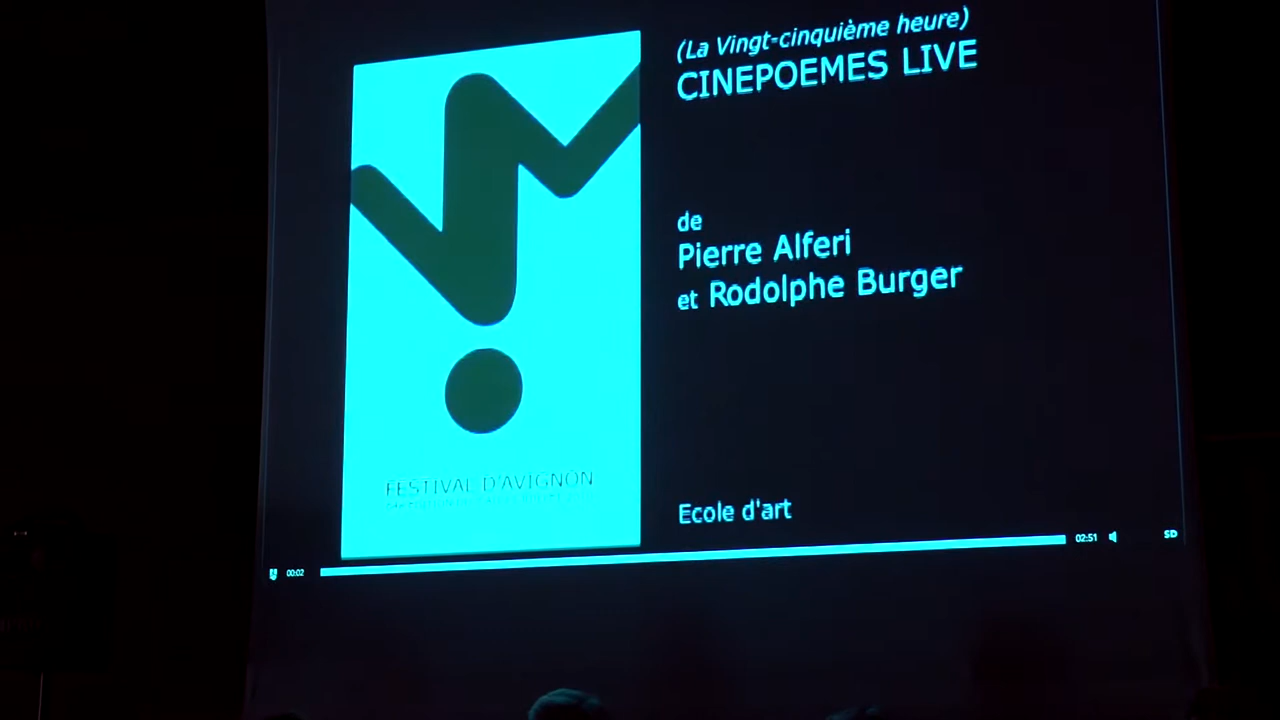 (La Vingt-cinquième heure)
CINEPOEMES LIVE
de
Pierre Alferi
et Rodolphe Burger
FESTIVAL D'AVIGNON
Ecole d'art
00:02
02:51
SD